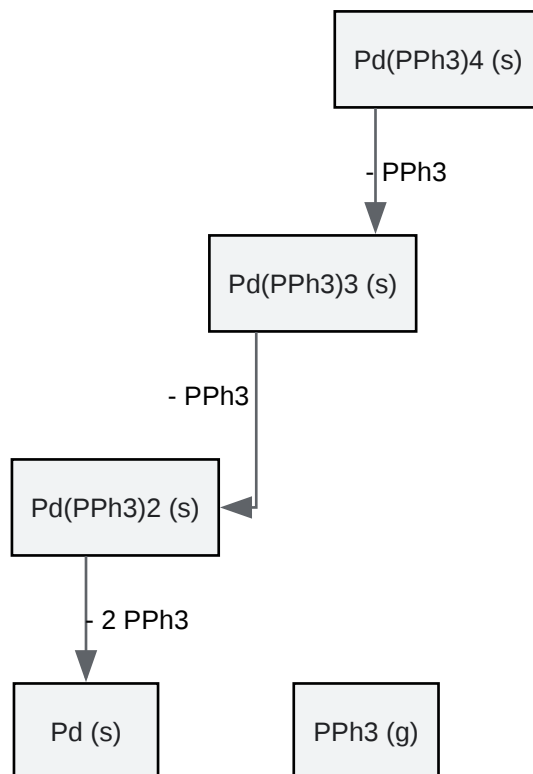 Pd(PPh3)4 (s)
- PPh3
Pd(PPh3)3 (s)
- PPh3
Pd(PPh3)2 (s)
- 2 PPh3
Pd (s)
PPh3 (g)